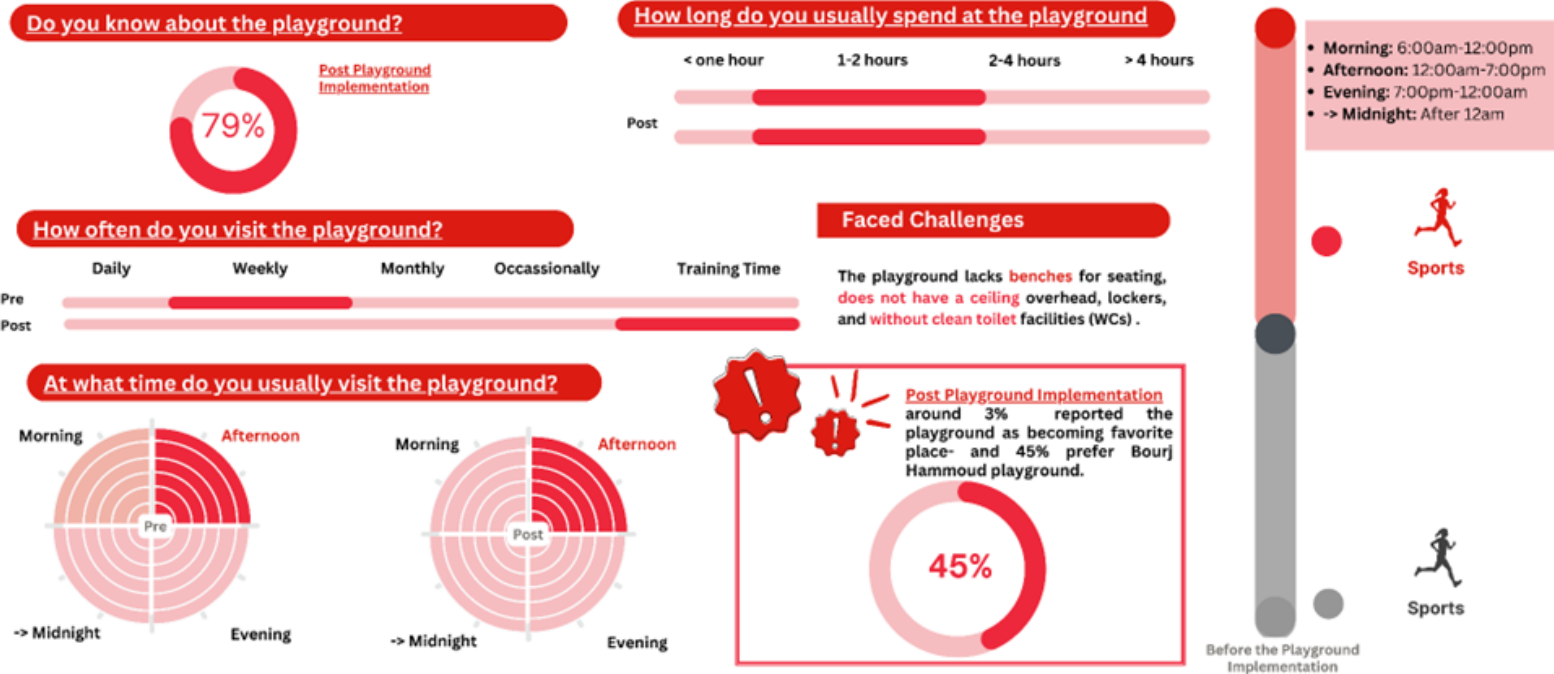 Do you know about the playground?
Post Playground
Implementation
79%
How long do you usually spend at the playground
< one hour 1-2 hours 2-4 hours > 4 hours
Post
How often do you visit the playground?
Daily Weekly Monthly Occassionally Training Time
Pre
Post
Faced Challenges
The playground lacks benches for seating,
does not have a ceiling overhead, lockers,
and without clean toilet facilities (WCs) .
At what time do you usually visit the playground?
Morning Afternoon
Pre
-> Midnight Evening
Morning Afternoon
Post
-> Midnight Evening
Post Playground Implementation
around 3% reported the
playground as becoming favorite
place- and 45% prefer Bourj
Hammoud playground.
45%
• Morning: 6:00am-12:00pm
• Afternoon: 12:00am-7:00pm
• Evening: 7:00pm-12:00am
• -> Midnight: After 12am
Sports
Sports
Before the Playground
Implementation